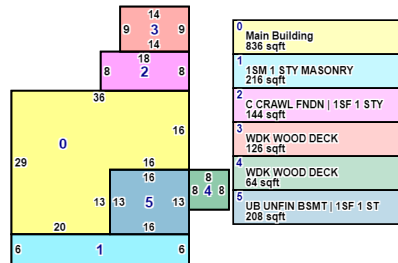 14
9 3 9
14
18
8 2 8
36
16
0
29
16
16 8
8 4 8
13 13 5 13
20 16
6 1 6
0
Main Building
836 sqft
1
1SM 1 STY MASONRY
216 sqft
2
C CRAWL FNDN | 1SF 1 STY
144 sqft
3
WDK WOOD DECK
126 sqft
4
WDK WOOD DECK
64 sqft
5
UB UNFIN BSMT | 1SF 1 ST
208 sqft